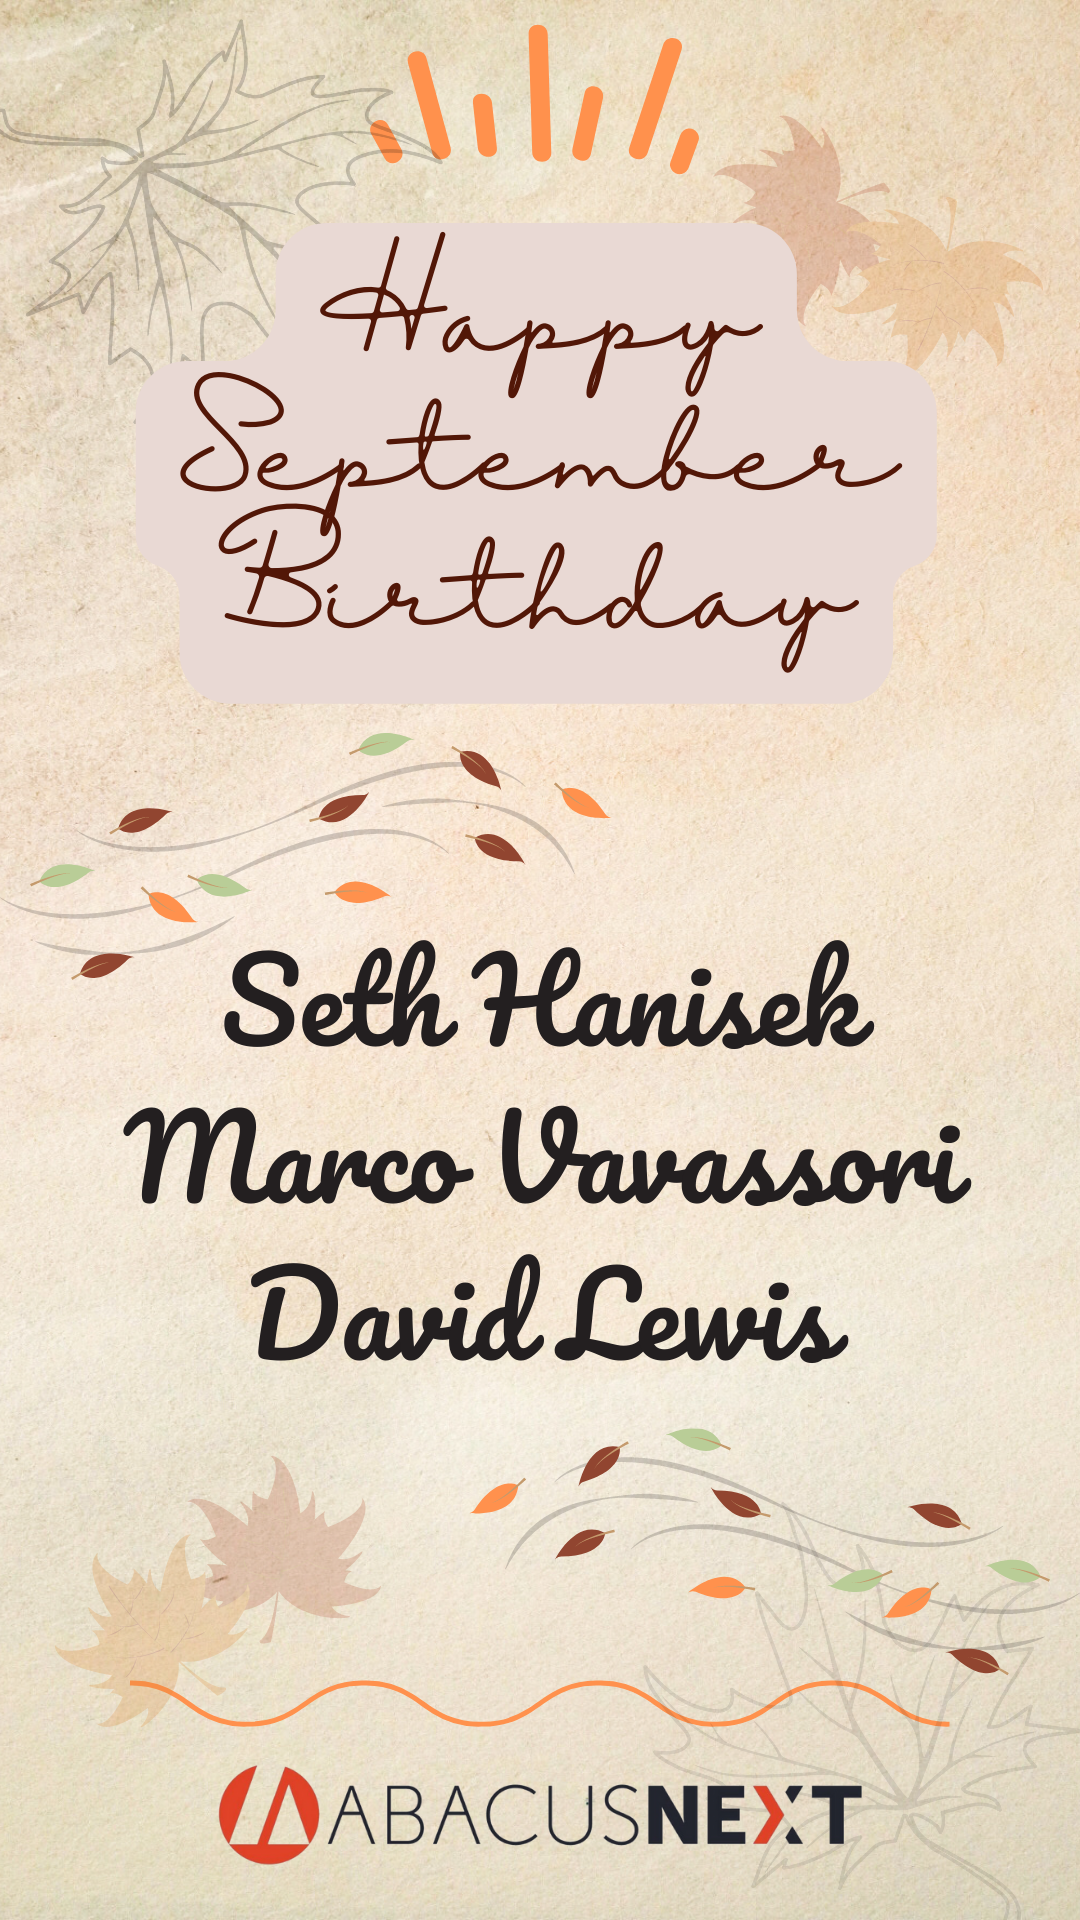 Happy
September
Birthday
Seth Hanisek
Marco Vavassori
David Lewis
ABACUSNEXT